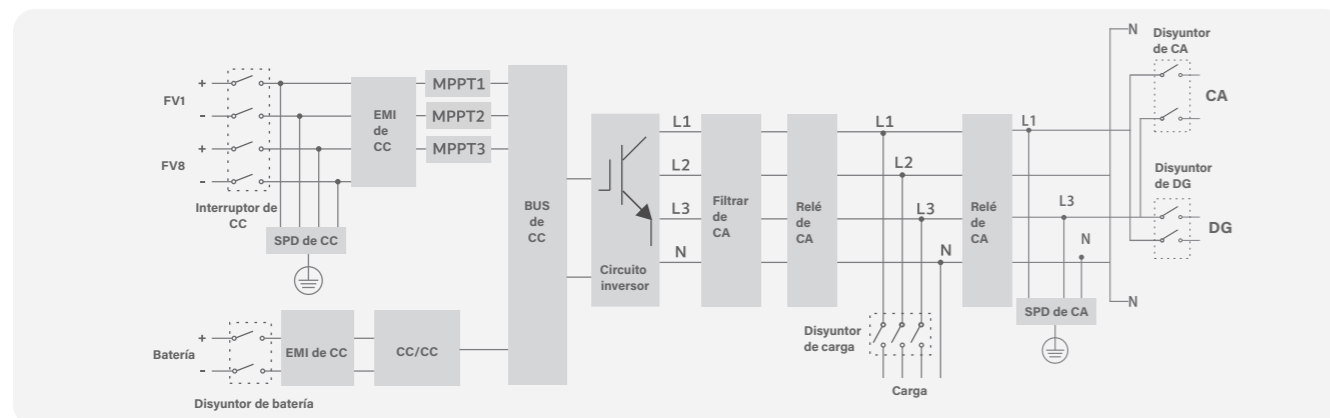 FV1
+
-
FV8
+
-
Interruptor de
CC
SPD de CC
EMI
de
CC
MPPT1
MPPT2
MPPT3
Batería
+
-
Disyuntor de batería
EMI de CC
CC/CC
BUS
de
CC
Circuito
inversor
L1
L2
L3
N
Filtrar
de
CA
Relé
de
CA
L1
L2
L3
N
Disyuntor
de carga
Carga
Relé
de
CA
L1
L3
N
SPD de CA
N
N
Disyuntor
de CA
CA
Disyuntor
de DG
DG